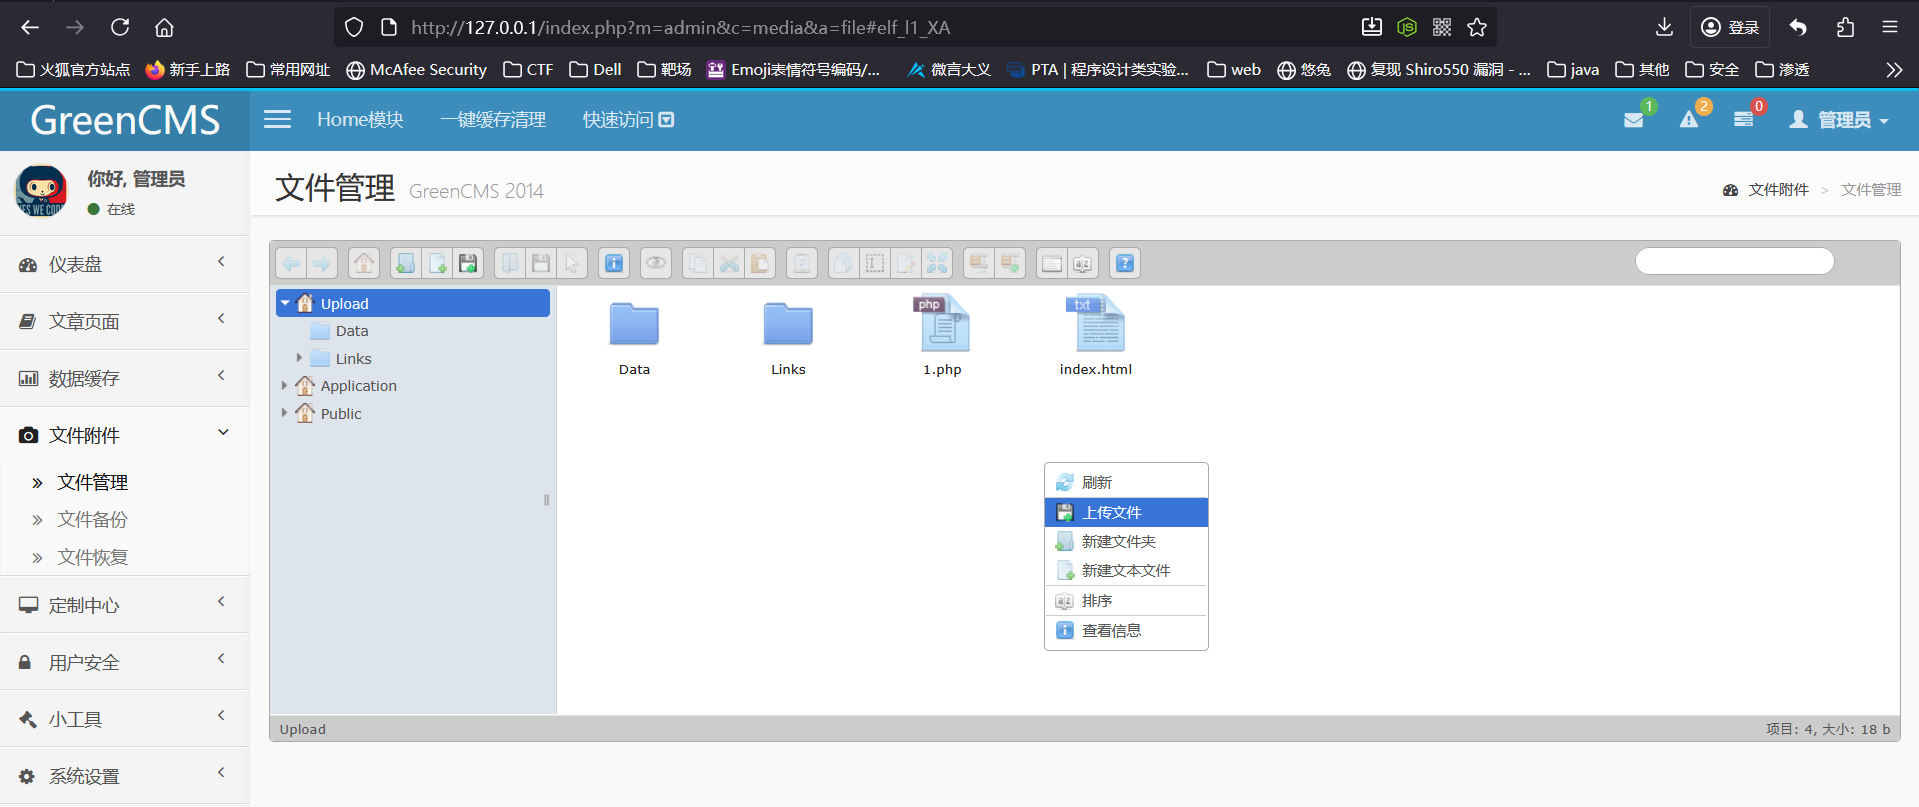 http://127.0.0.1/index.php?m=admin&c=media&a=file#elf_l1_XA
登录
火狐官方站点 新手上路 常用网址 McAfee Security CTF Dell 靶场 Emoji表情符号编码/... 微言大义 PTA | 程序设计类实验... web 悠兔 复现 Shiro550 漏洞 - ... java 其他 安全 渗透
GreenCMS Home模块 一键缓存清理 快速访问 1 2 0 管理员
你好, 管理员
在线
文件管理 GreenCMS 2014
文件附件 > 文件管理
仪表盘
文章页面
数据缓存
文件附件
文件管理
文件备份
文件恢复
定制中心
用户安全
小工具
系统设置
Upload
Data
Links
Application
Public
php
txt
Data
Links
1.php
index.html
刷新
上传文件
新建文件夹
新建文本文件
排序
查看信息
Upload
项目: 4, 大小: 18 b